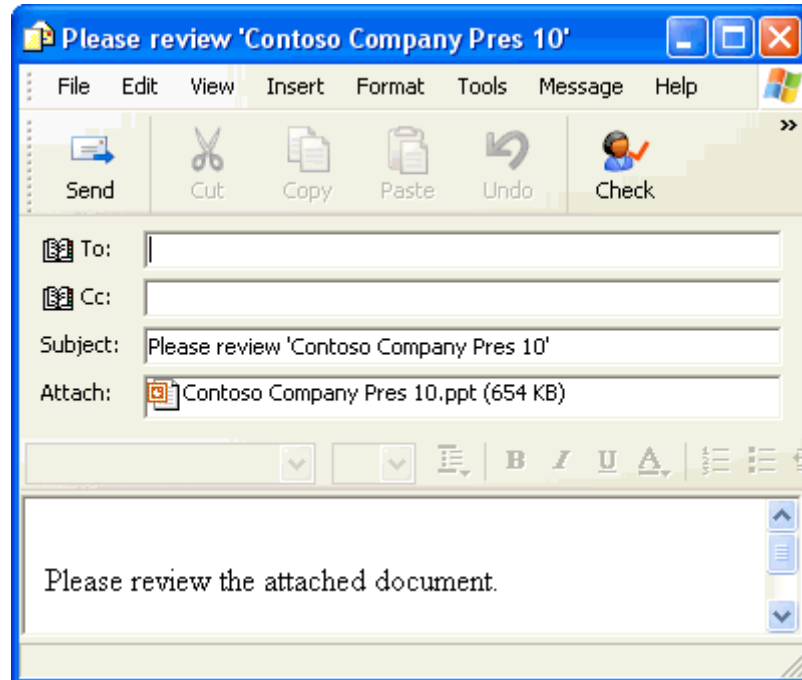 Please review 'Contoso Company Pres 10'
File Edit View Insert Format Tools Message Help
Send Cut Copy Paste Undo Check »
To:
Cc:
Subject: Please review 'Contoso Company Pres 10'
Attach: Contoso Company Pres 10.ppt (654 KB)
B I U A
Please review the attached document.